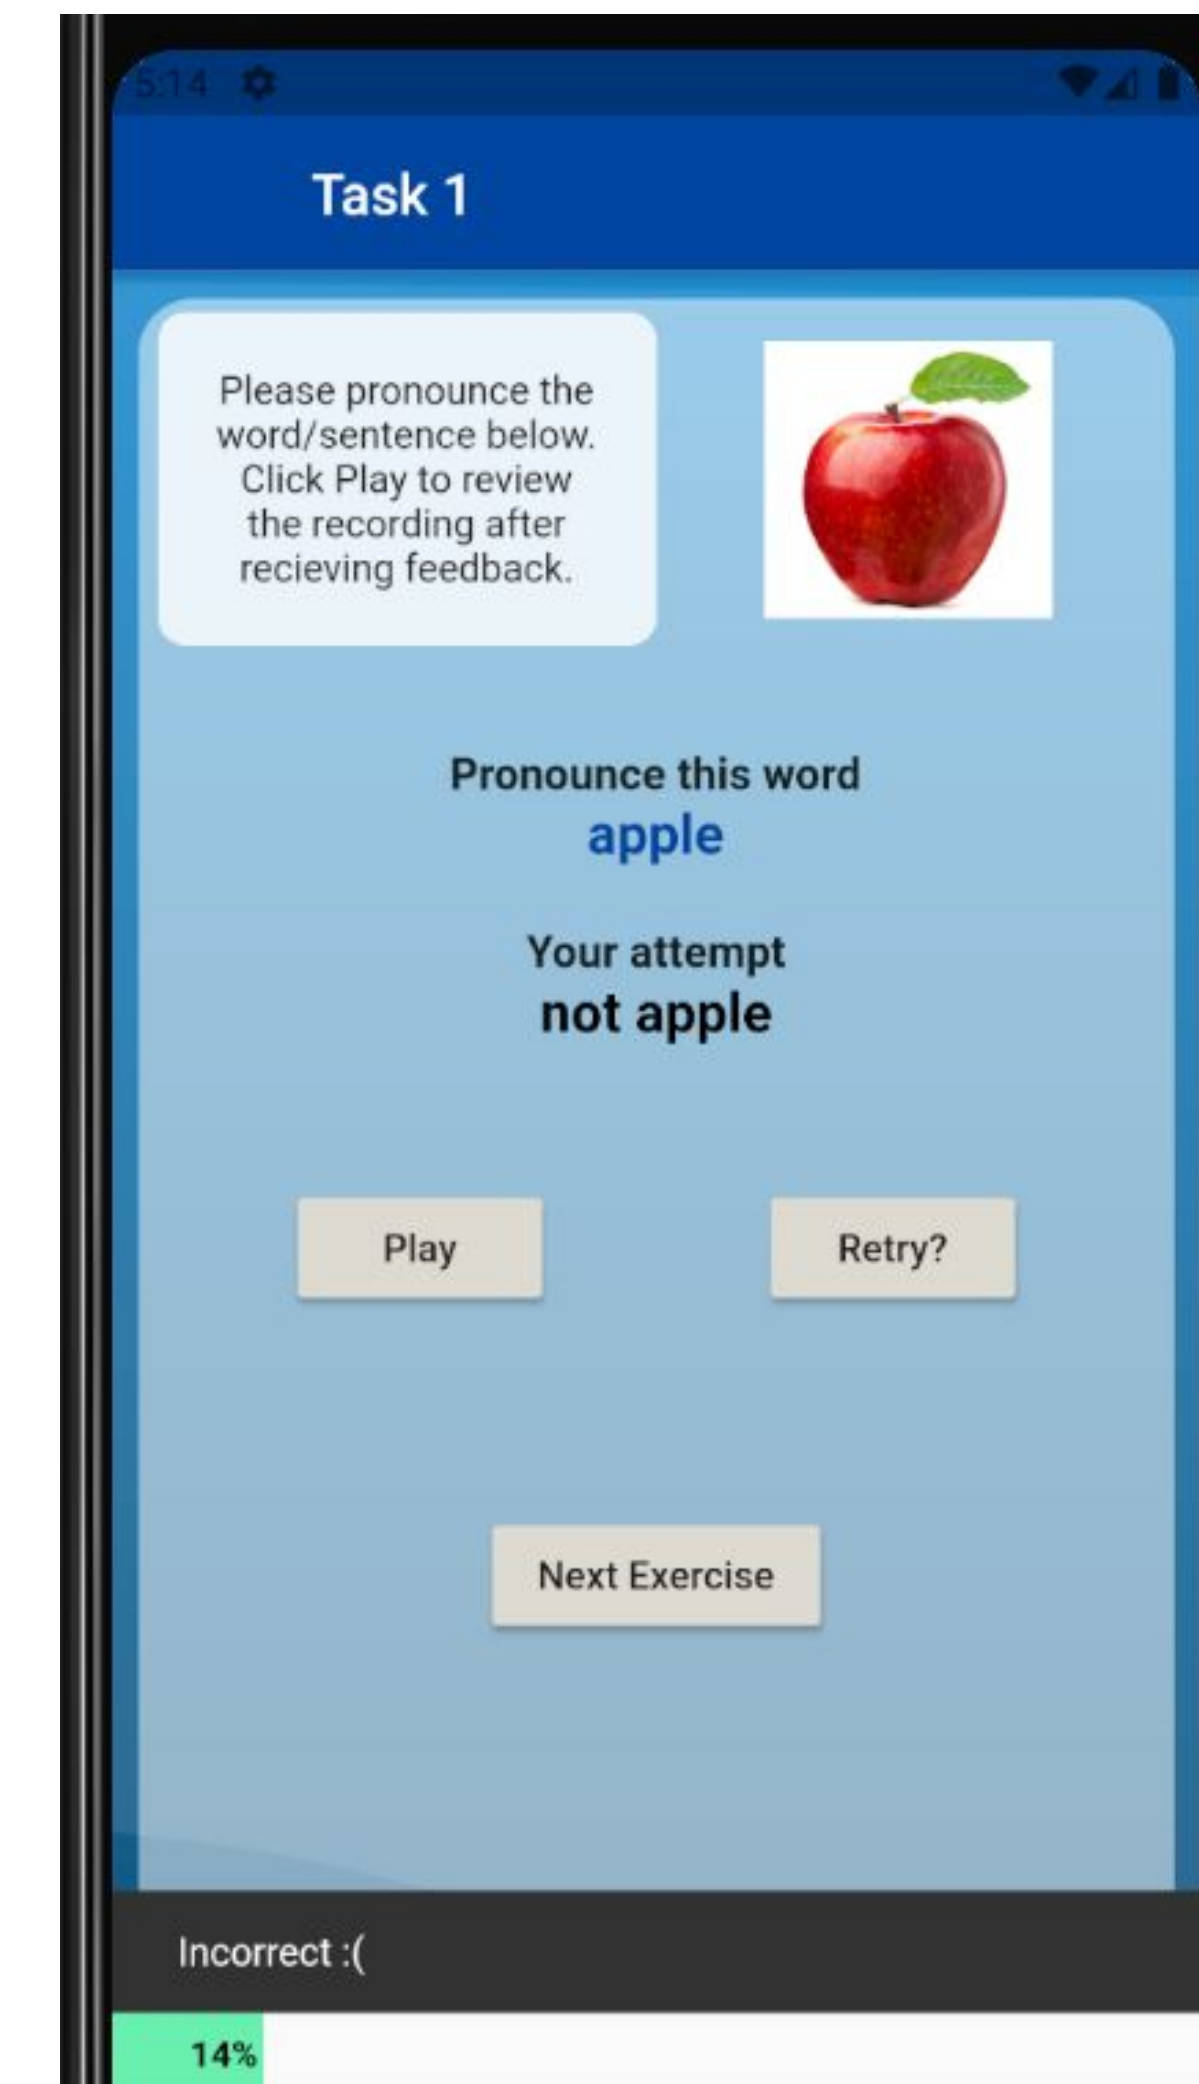 5:14
Task 1
Please pronounce the
word/sentence below.
Click Play to review
the recording after
recieving feedback.
Pronounce this word
apple
Your attempt
not apple
Play
Retry?
Next Exercise
Incorrect :(
14%